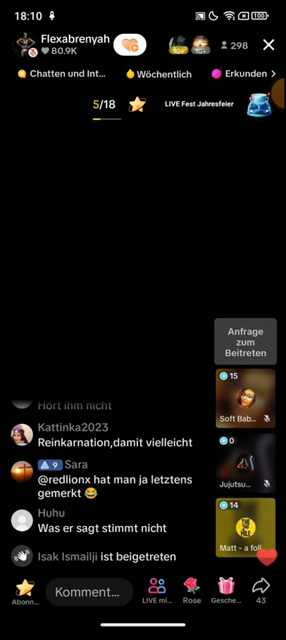 18:10
100
Flexabrenyah
80.9K
10+
298
Chatten und Int...
Wöchentlich
Erkunden
5/18
LIVE Fest Jahresfeier
Anfrage
zum
Beitreten
15
Soft Bab...
0
Jujutsu...
14
Matt - a foll
Hört ihm nicht
Kattinka2023
Reinkarnation,damit vielleicht
9 Sara
@redlionx hat man ja letztens
gemerkt 😂
Huhu
Was er sagt stimmt nicht
Isak Ismailji ist beigetreten
Abonn...
Komment...
LIVE mi...
Rose
Gesche...
43